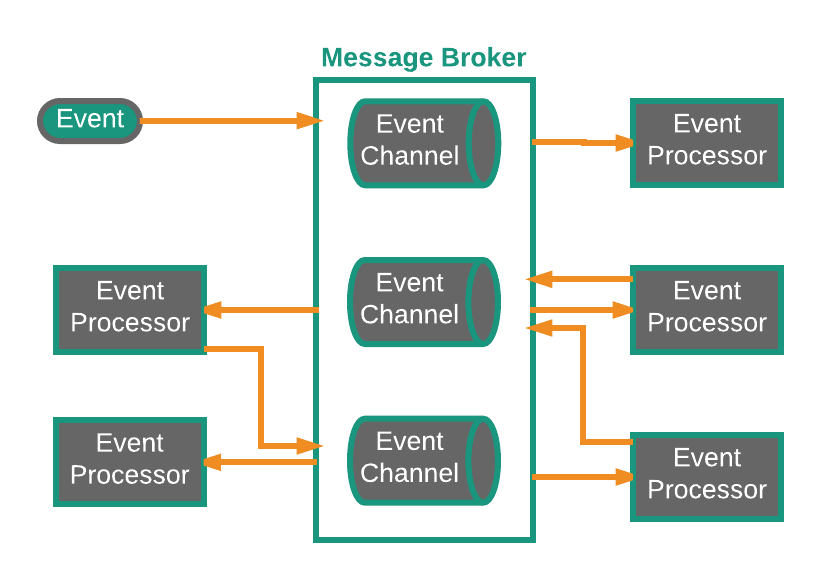 Message Broker
Event
Event
Channel
Event
Processor
Event
Processor
Event
Channel
Event
Processor
Event
Processor
Event
Channel
Event
Processor